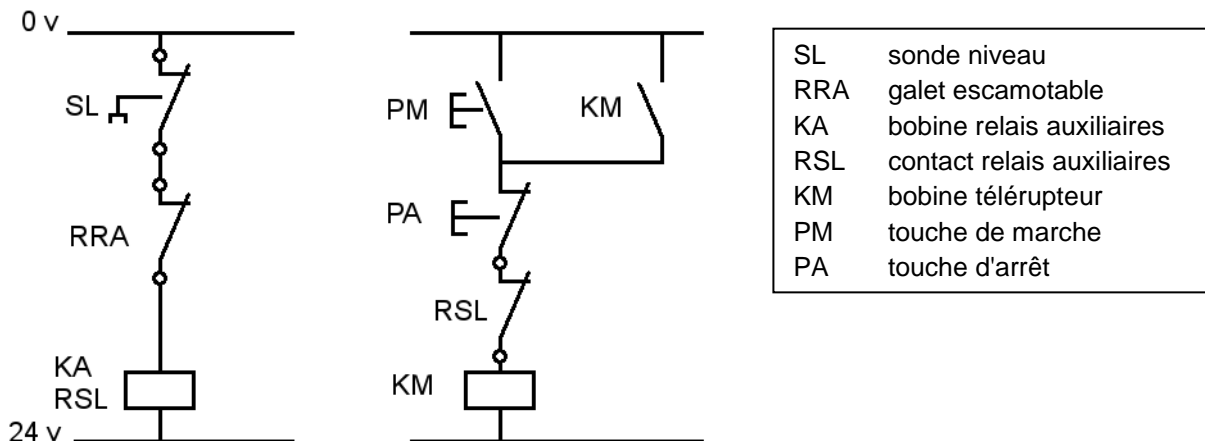 0 v
SL
RRA
KA
RSL
24 v
PM
KM
PA
RSL
KM
SL sonde niveau
RRA galet escamotable
KA bobine relais auxiliaires
RSL contact relais auxiliaires
KM bobine télérupteur
PM touche de marche
PA touche d'arrêt